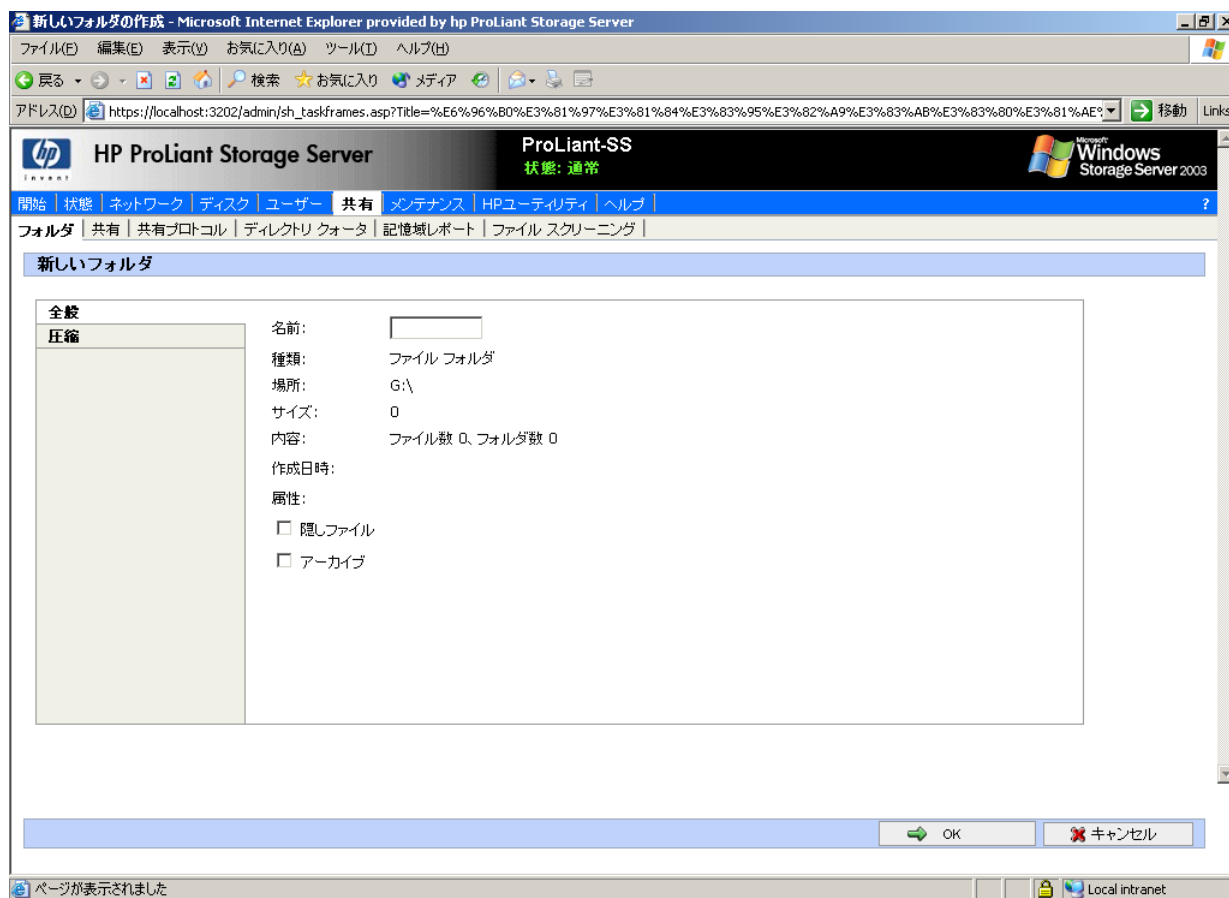 新しいフォルダの作成 - Microsoft Internet Explorer provided by hp ProLiant Storage Server
ファイル(F) 編集(E) 表示(V) お気に入り(A) ツール(T) ヘルプ(H)
戻る 検索 お気に入り メディア
アドレス(D) https://localhost:3202/admin/sh_taskframes.asp?Title=%E6%96%B0%E3%81%97%E3%81%84%E3%83%95%E3%82%A9%E3%83%AB%E3%83%80%E3%81%AE% 移動 Links
hp invent HP ProLiant Storage Server ProLiant-SS Microsoft Windows
状態: 通常 Storage Server 2003
開始 | 状態 | ネットワーク | ディスク | ユーザー | 共有 | メンテナンス | HPユーティリティ | ヘルプ | ?
フォルダ | 共有 | 共有プロトコル | ディレクトリ クォータ | 記憶域レポート | ファイル スクリーニング |
新しいフォルダ
全般
圧縮
名前:
種類: ファイル フォルダ
場所: G:\
サイズ: 0
内容: ファイル数 0、フォルダ数 0
作成日時:
属性:
隠しファイル
アーカイブ
OK キャンセル
ページが表示されました Local intranet